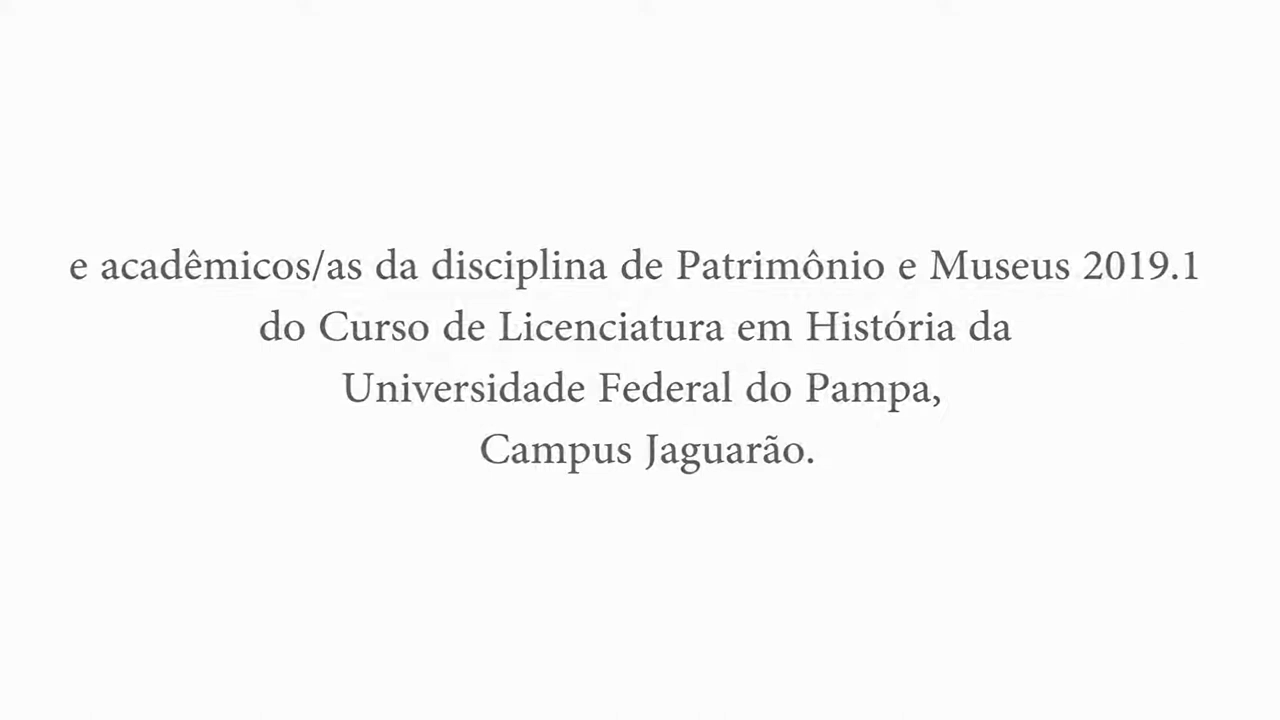 e acadêmicos/as da disciplina de Patrimônio e Museus 2019.1
do Curso de Licenciatura em História da
Universidade Federal do Pampa,
Campus Jaguarão.